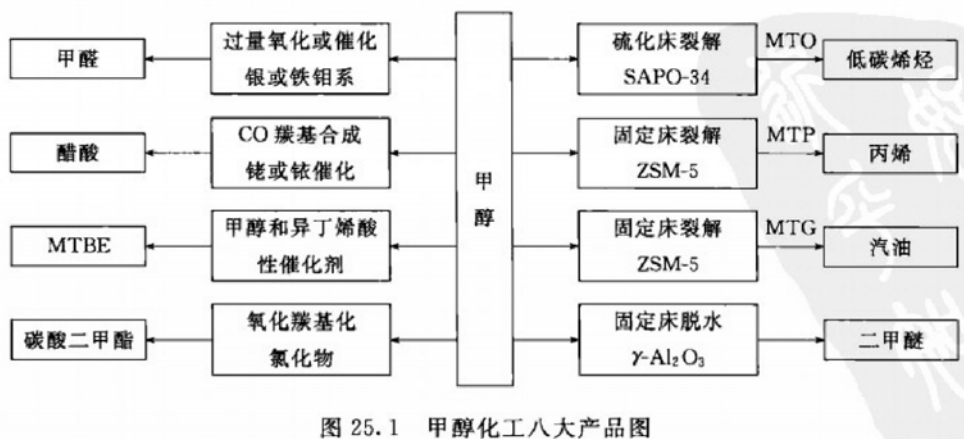 甲醛
过量氧化或催化
银或铁钼系
硫化床裂解
SAPO-34
MTO
低碳烯烃
醋酸
CO 羰基合成
铑或铱催化
固定床裂解
ZSM-5
MTP
丙烯
甲
醇
MTBE
甲醇和异丁烯酸
性催化剂
固定床裂解
ZSM-5
MTG
汽油
碳酸二甲酯
氧化羰基化
氯化物
固定床脱水
γ-Al₂O₃
二甲醚
图 25.1 甲醇化工八大产品图